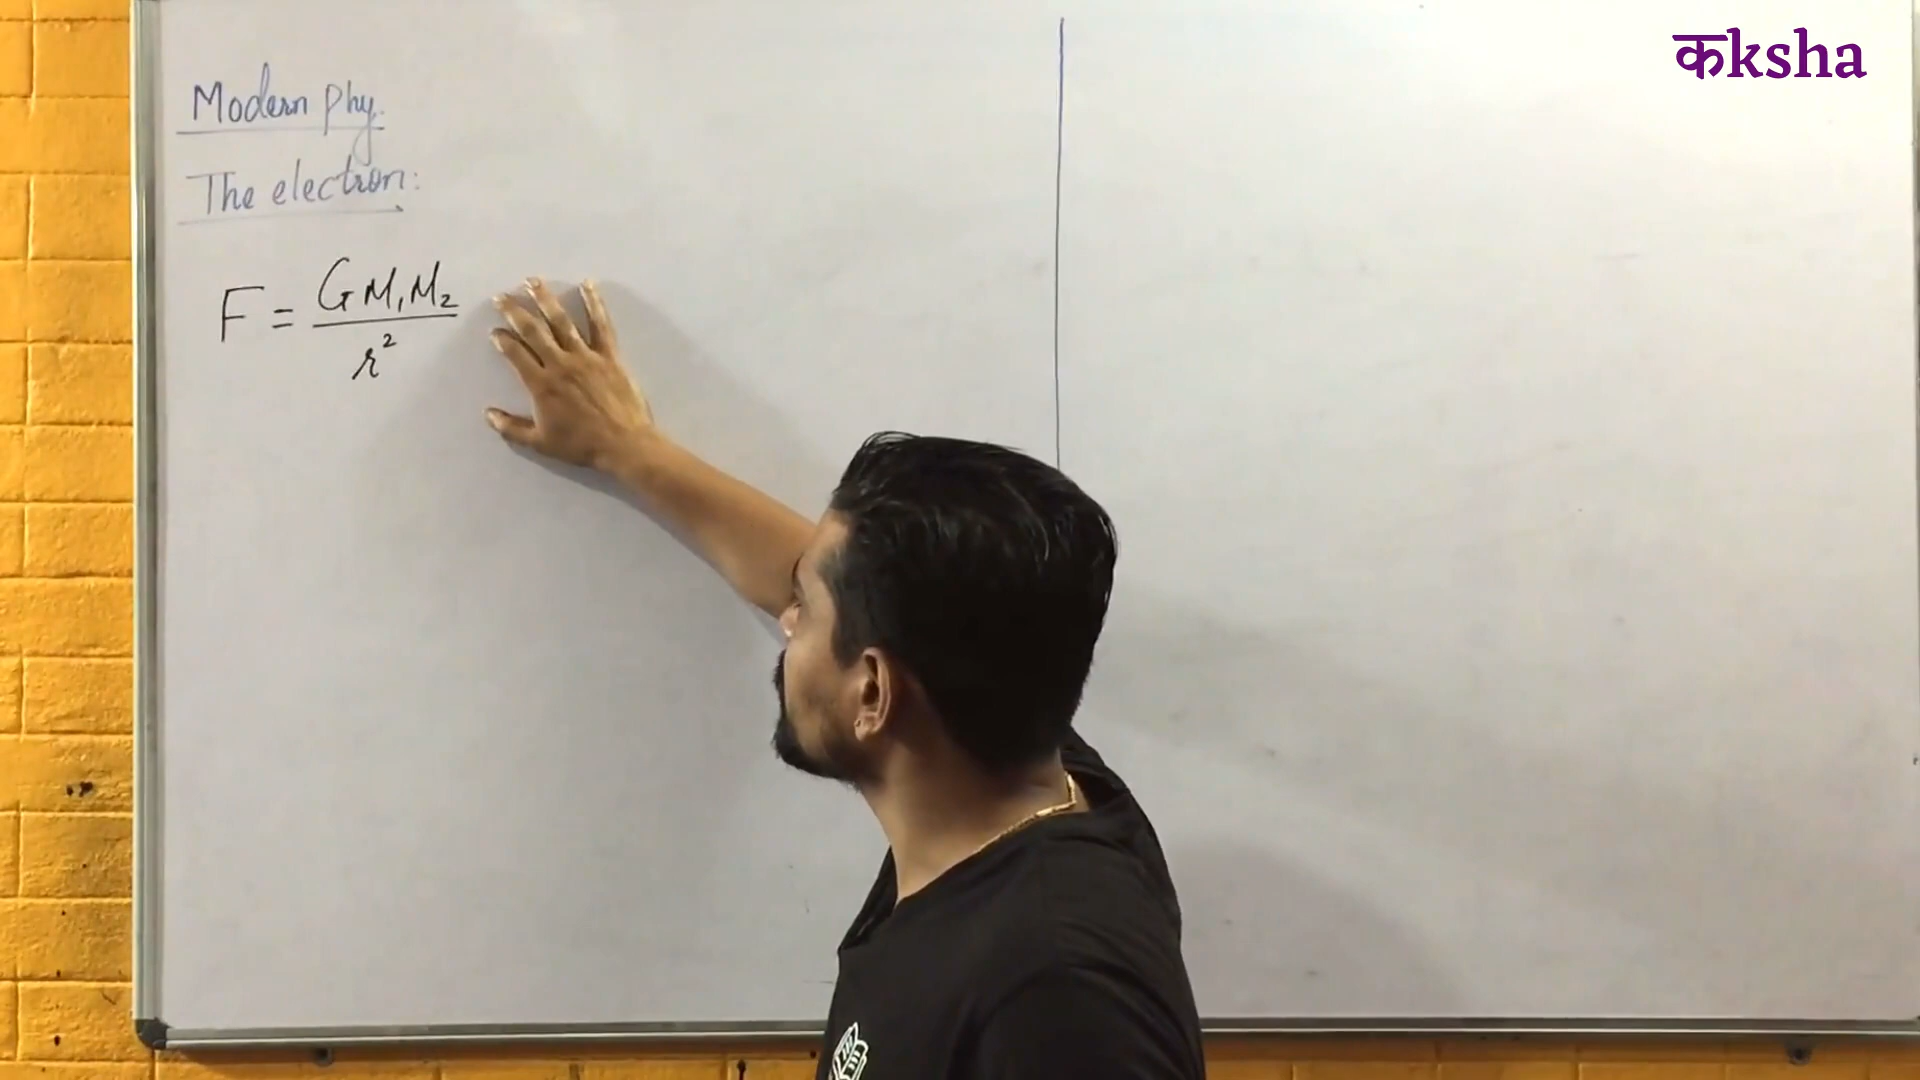 कksha
Modern Phy.
The electron:
F = GM₁M₂ / r²